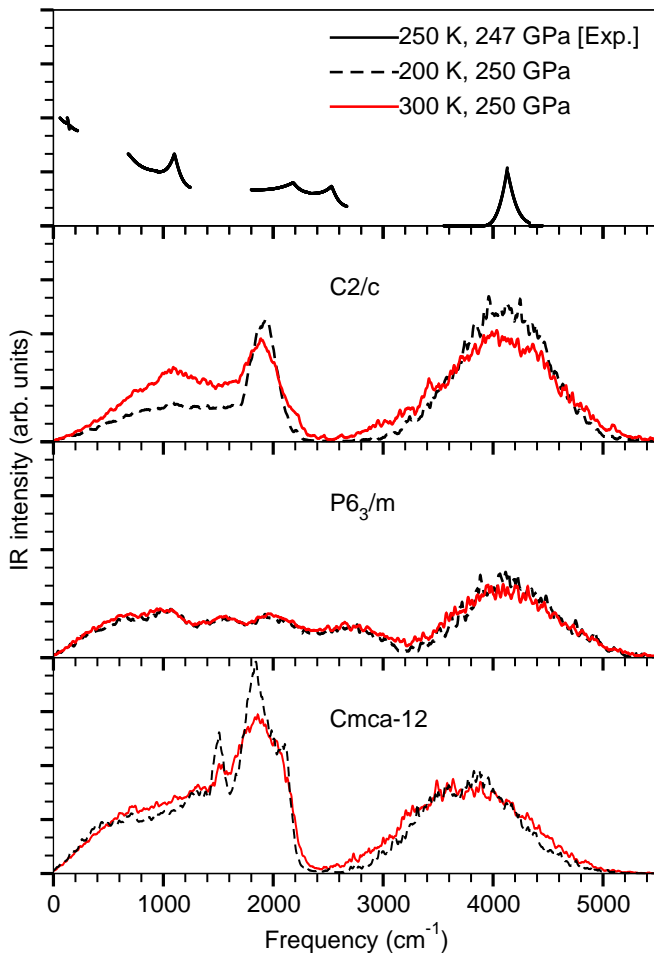 250 K, 247 GPa [Exp.]
200 K, 250 GPa
300 K, 250 GPa
C2/c
P6₃/m
Cmca-12
IR intensity (arb. units)
0 1000 2000 3000 4000 5000
Frequency (cm⁻¹)